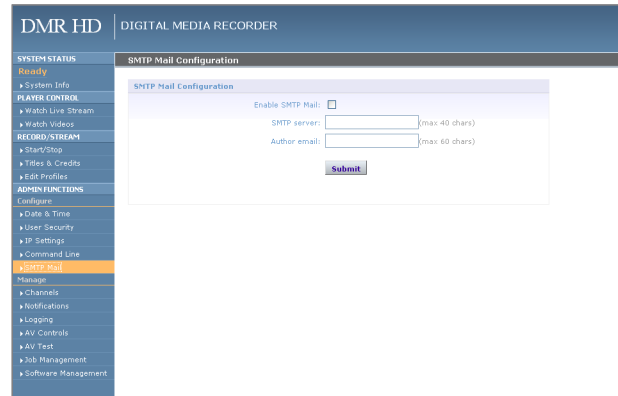 DMR HD
DIGITAL MEDIA RECORDER
SYSTEM STATUS
Ready
System Info
PLAYER CONTROL
Watch Live Stream
Watch Videos
RECORD/STREAM
Start/Stop
Titles & Credits
Edit Profiles
ADMIN FUNCTIONS
Configure
Date & Time
User Security
IP Settings
Command Line
SMTP Mail
Manage
Channels
Notifications
Logging
AV Controls
AV Test
Job Management
Software Management
SMTP Mail Configuration
SMTP Mail Configuration
Enable SMTP Mail:
SMTP server: (max 40 chars)
Author email: (max 60 chars)
Submit